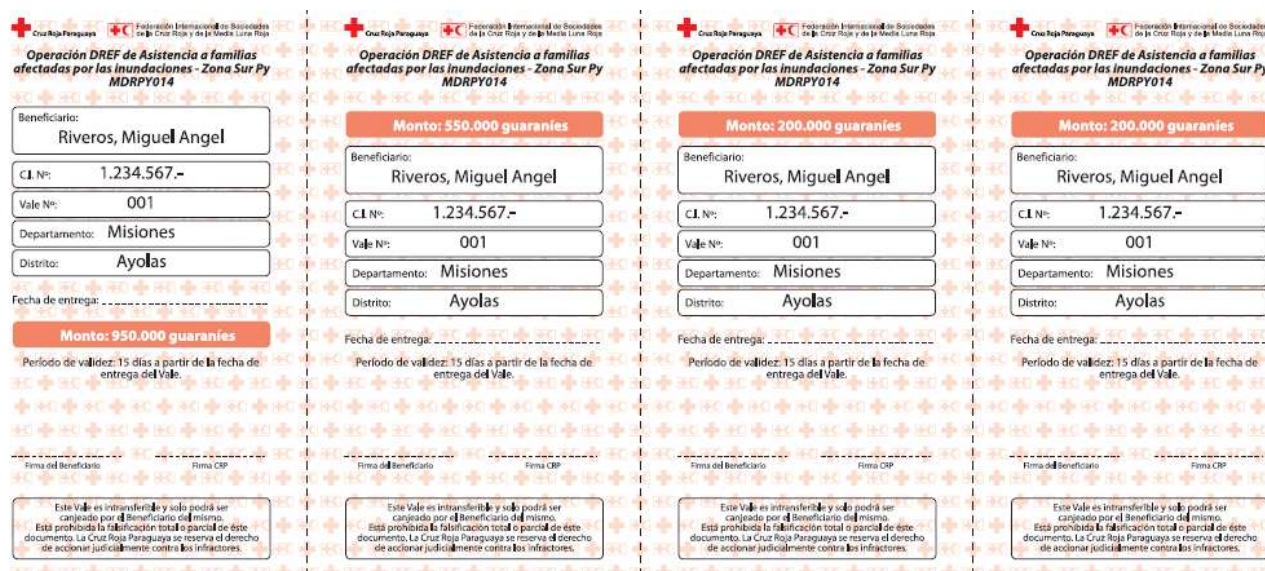 Cruz Roja Paraguaya
Federación Internacional de Sociedades
de la Cruz Roja y de la Media Luna Roja
Operación DREF de Asistencia a familias
afectadas por las inundaciones - Zona Sur Py
MDRPY014
Beneficiario:
Riveros, Miguel Angel
C.I. Nº: 1.234.567.-
Vale Nº: 001
Departamento: Misiones
Distrito: Ayolas
Fecha de entrega:
Monto: 950.000 guaraníes
Período de validez: 15 días a partir de la fecha de
entrega del Vale.
Firma del Beneficiario Firma CRP
Este Vale es intransferible y solo podrá ser
canjeado por el Beneficiario del mismo.
Está prohibida la falsificación total o parcial de éste
documento. La Cruz Roja Paraguaya se reserva el derecho
de accionar judicialmente contra los infractores.
Cruz Roja Paraguaya
Federación Internacional de Sociedades
de la Cruz Roja y de la Media Luna Roja
Operación DREF de Asistencia a familias
afectadas por las inundaciones - Zona Sur Py
MDRPY014
Monto: 550.000 guaraníes
Beneficiario:
Riveros, Miguel Angel
C.I. Nº: 1.234.567.-
Vale Nº: 001
Departamento: Misiones
Distrito: Ayolas
Fecha de entrega:
Período de validez: 15 días a partir de la fecha de
entrega del Vale.
Firma del Beneficiario Firma CRP
Este Vale es intransferible y solo podrá ser
canjeado por el Beneficiario del mismo.
Está prohibida la falsificación total o parcial de éste
documento. La Cruz Roja Paraguaya se reserva el derecho
de accionar judicialmente contra los infractores.
Cruz Roja Paraguaya
Federación Internacional de Sociedades
de la Cruz Roja y de la Media Luna Roja
Operación DREF de Asistencia a familias
afectadas por las inundaciones - Zona Sur Py
MDRPY014
Monto: 200.000 guaraníes
Beneficiario:
Riveros, Miguel Angel
C.I. Nº: 1.234.567.-
Vale Nº: 001
Departamento: Misiones
Distrito: Ayolas
Fecha de entrega:
Período de validez: 15 días a partir de la fecha de
entrega del Vale.
Firma del Beneficiario Firma CRP
Este Vale es intransferible y solo podrá ser
canjeado por el Beneficiario del mismo.
Está prohibida la falsificación total o parcial de éste
documento. La Cruz Roja Paraguaya se reserva el derecho
de accionar judicialmente contra los infractores.
Cruz Roja Paraguaya
Federación Internacional de Sociedades
de la Cruz Roja y de la Media Luna Roja
Operación DREF de Asistencia a familias
afectadas por las inundaciones - Zona Sur Py
MDRPY014
Monto: 200.000 guaraníes
Beneficiario:
Riveros, Miguel Angel
C.I. Nº: 1.234.567.-
Vale Nº: 001
Departamento: Misiones
Distrito: Ayolas
Fecha de entrega:
Período de validez: 15 días a partir de la fecha de
entrega del Vale.
Firma del Beneficiario Firma CRP
Este Vale es intransferible y solo podrá ser
canjeado por el Beneficiario del mismo.
Está prohibida la falsificación total o parcial de éste
documento. La Cruz Roja Paraguaya se reserva el derecho
de accionar judicialmente contra los infractores.